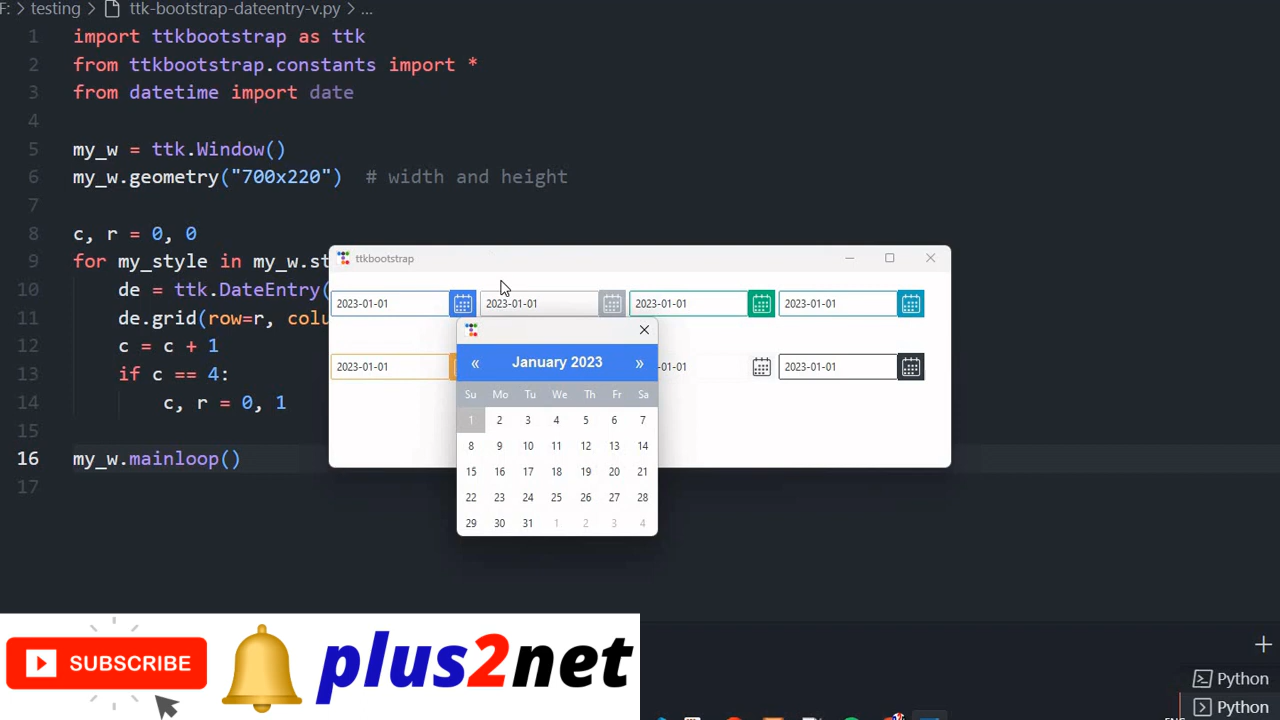 F: > testing > ttk-bootstrap-dateentry-v.py > ...
1 import ttkbootstrap as ttk
2 from ttkbootstrap.constants import *
3 from datetime import date
4
5 my_w = ttk.Window()
6 my_w.geometry("700x220") # width and height
7
8 c, r = 0, 0
9 for my_style in my_w.st
10 de = ttk.DateEntry(
11 de.grid(row=r, colu
12 c = c + 1
13 if c == 4:
14 c, r = 0, 1
15
16 my_w.mainloop()
17
ttkbootstrap
2023-01-01 2023-01-01 2023-01-01 2023-01-01
2023-01-01 -01-01 2023-01-01
« January 2023 »
Su Mo Tu We Th Fr Sa
1 2 3 4 5 6 7
8 9 10 11 12 13 14
15 16 17 18 19 20 21
22 23 24 25 26 27 28
29 30 31 1 2 3 4
SUBSCRIBE
plus2net
Python
Python